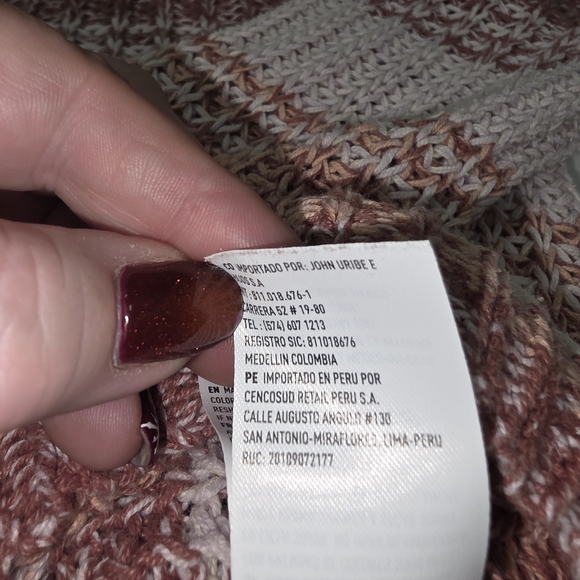 CO IMPORTADO POR: JOHN URIBE E
S.A
811.018.676-1
CARRERA 52 # 19-80
TEL: (574) 607 1213
REGISTRO SIC: 811018676
MEDELLIN COLOMBIA
PE IMPORTADO EN PERU POR
CENCOSUD RETAIL PERU S.A.
CALLE AUGUSTO ANGULO #130
SAN ANTONIO-MIRAFLORES, LIMA-PERU
RUC: 20109072177
EN